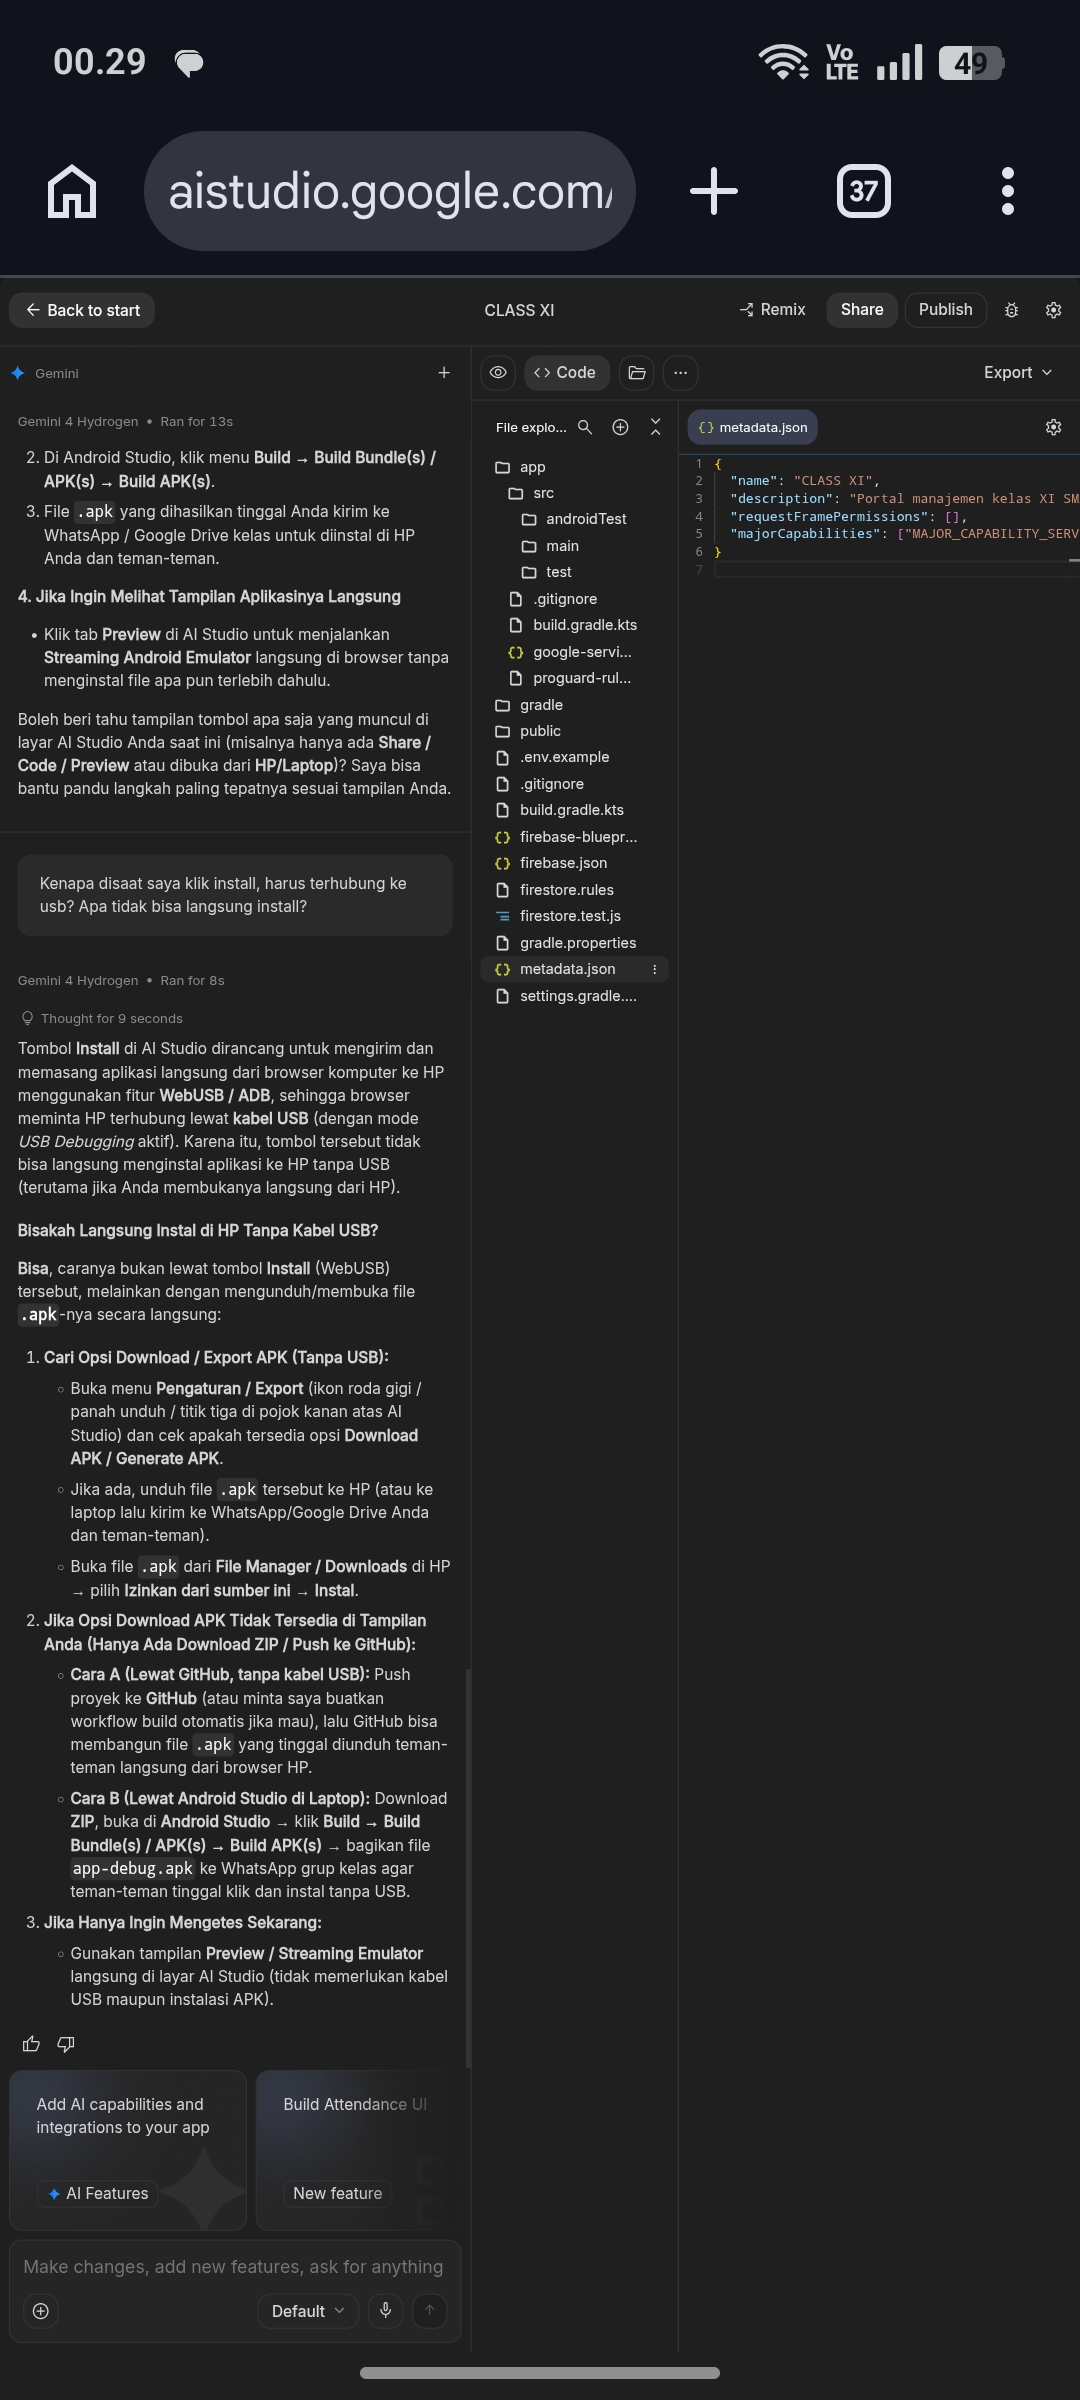 00.29
Vo
LTE
49
aistudio.google.com/
37
Back to start
CLASS XI
Remix
Share
Publish
Gemini
Code
Export
Gemini 4 Hydrogen • Ran for 13s
2. Di Android Studio, klik menu Build → Build Bundle(s) /
APK(s) → Build APK(s).
3. File .apk yang dihasilkan tinggal Anda kirim ke
WhatsApp / Google Drive kelas untuk diinstal di HP
Anda dan teman-teman.
4. Jika Ingin Melihat Tampilan Aplikasinya Langsung
• Klik tab Preview di AI Studio untuk menjalankan
Streaming Android Emulator langsung di browser tanpa
menginstal file apa pun terlebih dahulu.
Boleh beri tahu tampilan tombol apa saja yang muncul di
layar AI Studio Anda saat ini (misalnya hanya ada Share /
Code / Preview atau dibuka dari HP/Laptop)? Saya bisa
bantu pandu langkah paling tepatnya sesuai tampilan Anda.
Kenapa disaat saya klik install, harus terhubung ke
usb? Apa tidak bisa langsung install?
Gemini 4 Hydrogen • Ran for 8s
Thought for 9 seconds
Tombol Install di AI Studio dirancang untuk mengirim dan
memasang aplikasi langsung dari browser komputer ke HP
menggunakan fitur WebUSB / ADB, sehingga browser
meminta HP terhubung lewat kabel USB (dengan mode
USB Debugging aktif). Karena itu, tombol tersebut tidak
bisa langsung menginstal aplikasi ke HP tanpa USB
(terutama jika Anda membukanya langsung dari HP).
Bisakah Langsung Instal di HP Tanpa Kabel USB?
Bisa, caranya bukan lewat tombol Install (WebUSB)
tersebut, melainkan dengan mengunduh/membuka file
.apk-nya secara langsung:
1. Cari Opsi Download / Export APK (Tanpa USB):
◦ Buka menu Pengaturan / Export (ikon roda gigi /
panah unduh / titik tiga di pojok kanan atas AI
Studio) dan cek apakah tersedia opsi Download
APK / Generate APK.
◦ Jika ada, unduh file .apk tersebut ke HP (atau ke
laptop lalu kirim ke WhatsApp/Google Drive Anda
dan teman-teman).
◦ Buka file .apk dari File Manager / Downloads di HP
→ pilih Izinkan dari sumber ini → Instal.
2. Jika Opsi Download APK Tidak Tersedia di Tampilan
Anda (Hanya Ada Download ZIP / Push ke GitHub):
◦ Cara A (Lewat GitHub, tanpa kabel USB): Push
proyek ke GitHub (atau minta saya buatkan
workflow build otomatis jika mau), lalu GitHub bisa
membangun file .apk yang tinggal diunduh teman-
teman langsung dari browser HP.
◦ Cara B (Lewat Android Studio di Laptop): Download
ZIP, buka di Android Studio → klik Build → Build
Bundle(s) / APK(s) → Build APK(s) → bagikan file
app-debug.apk ke WhatsApp grup kelas agar
teman-teman tinggal klik dan instal tanpa USB.
3. Jika Hanya Ingin Mengetes Sekarang:
◦ Gunakan tampilan Preview / Streaming Emulator
langsung di layar AI Studio (tidak memerlukan kabel
USB maupun instalasi APK).
Add AI capabilities and
integrations to your app
AI Features
Build Attendance UI
New feature
Make changes, add new features, ask for anything
Default
File explo...
app
src
androidTest
main
test
.gitignore
build.gradle.kts
google-servi...
proguard-rul...
gradle
public
.env.example
.gitignore
build.gradle.kts
firebase-bluepr...
firebase.json
firestore.rules
firestore.test.js
gradle.properties
metadata.json
settings.gradle....
{} metadata.json
1 {
2 "name": "CLASS XI",
3 "description": "Portal manajemen kelas XI SM
4 "requestFramePermissions": [],
5 "majorCapabilities": ["MAJOR_CAPABILITY_SERV
6 }
7